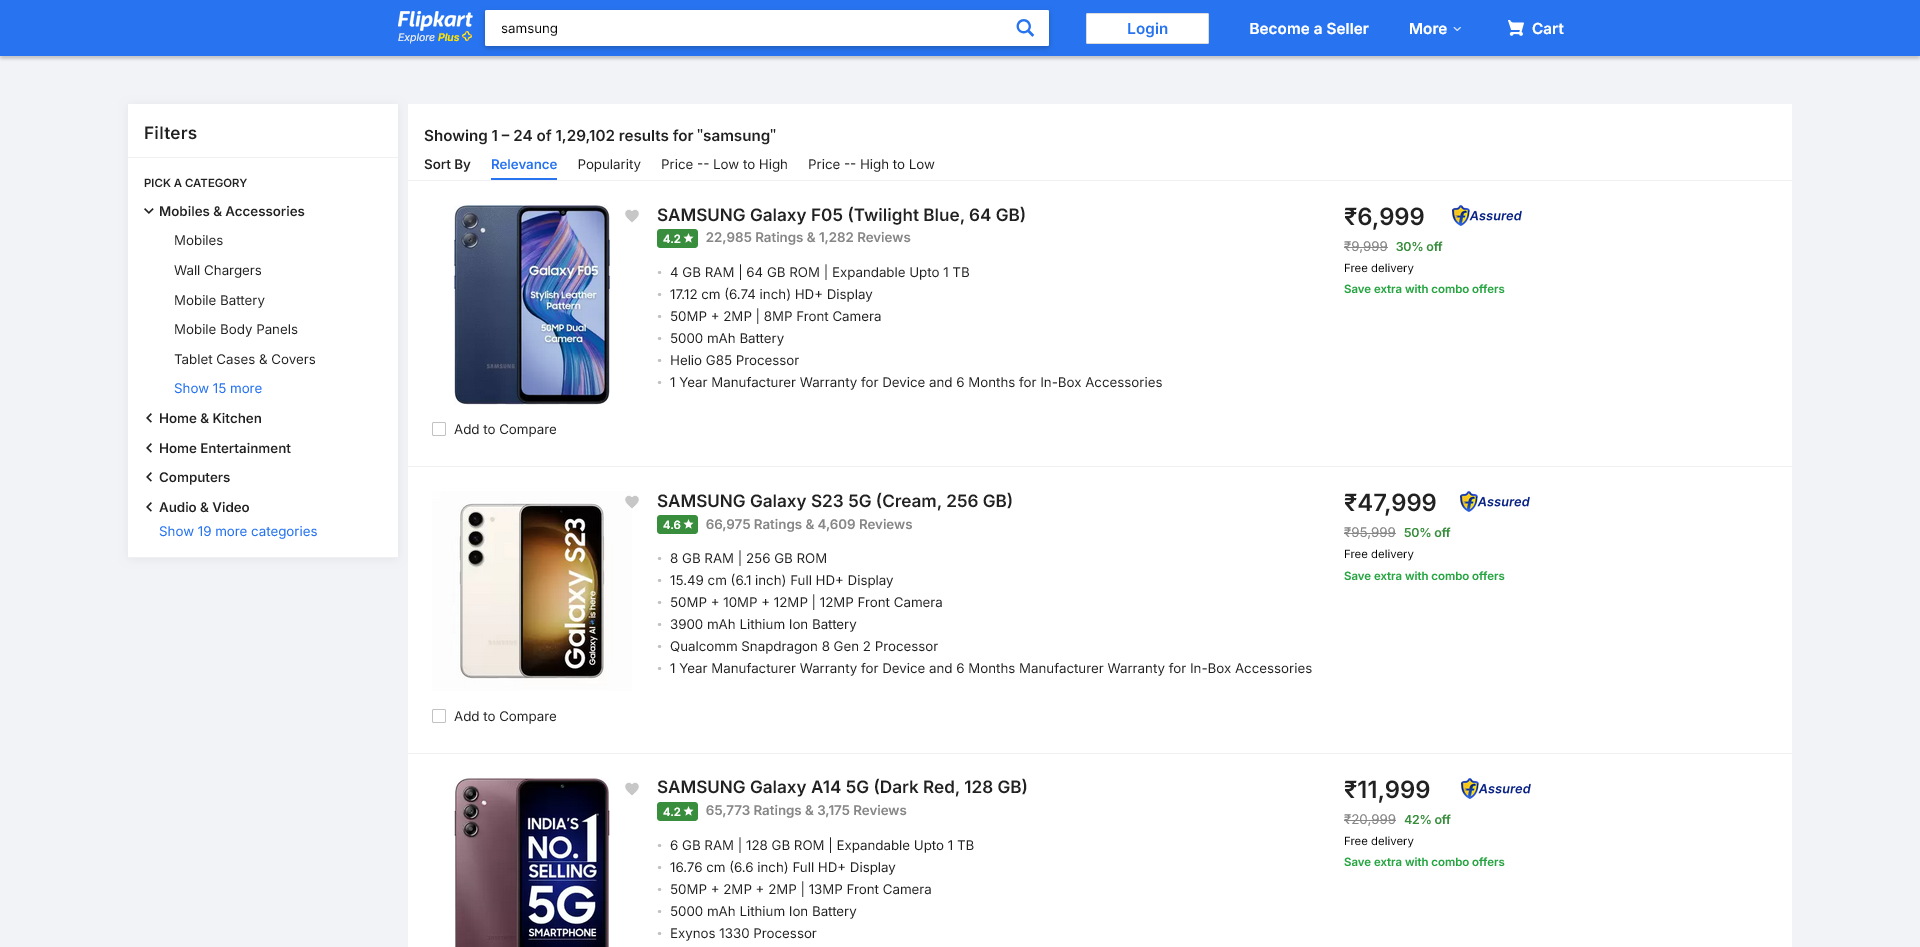 Flipkart
Explore Plus
samsung
Login
Become a Seller
More
Cart
Filters
PICK A CATEGORY
Mobiles & Accessories
Mobiles
Wall Chargers
Mobile Battery
Mobile Body Panels
Tablet Cases & Covers
Show 15 more
Home & Kitchen
Home Entertainment
Computers
Audio & Video
Show 19 more categories
Showing 1 – 24 of 1,29,102 results for "samsung"
Sort By Relevance Popularity Price -- Low to High Price -- High to Low
Galaxy F05
Stylish Leather
Pattern
50MP Dual
Camera
SAMSUNG
Add to Compare
SAMSUNG Galaxy F05 (Twilight Blue, 64 GB)
4.2 22,985 Ratings & 1,282 Reviews
4 GB RAM | 64 GB ROM | Expandable Upto 1 TB
17.12 cm (6.74 inch) HD+ Display
50MP + 2MP | 8MP Front Camera
5000 mAh Battery
Helio G85 Processor
1 Year Manufacturer Warranty for Device and 6 Months for In-Box Accessories
₹6,999
Assured
₹9,999 30% off
Free delivery
Save extra with combo offers
Galaxy S23
Galaxy AI is here
Add to Compare
SAMSUNG Galaxy S23 5G (Cream, 256 GB)
4.6 66,975 Ratings & 4,609 Reviews
8 GB RAM | 256 GB ROM
15.49 cm (6.1 inch) Full HD+ Display
50MP + 10MP + 12MP | 12MP Front Camera
3900 mAh Lithium Ion Battery
Qualcomm Snapdragon 8 Gen 2 Processor
1 Year Manufacturer Warranty for Device and 6 Months Manufacturer Warranty for In-Box Accessories
₹47,999
Assured
₹95,999 50% off
Free delivery
Save extra with combo offers
INDIA'S
NO.1
SELLING
5G
SMARTPHONE
SAMSUNG Galaxy A14 5G (Dark Red, 128 GB)
4.2 65,773 Ratings & 3,175 Reviews
6 GB RAM | 128 GB ROM | Expandable Upto 1 TB
16.76 cm (6.6 inch) Full HD+ Display
50MP + 2MP + 2MP | 13MP Front Camera
5000 mAh Lithium Ion Battery
Exynos 1330 Processor
₹11,999
Assured
₹20,999 42% off
Free delivery
Save extra with combo offers